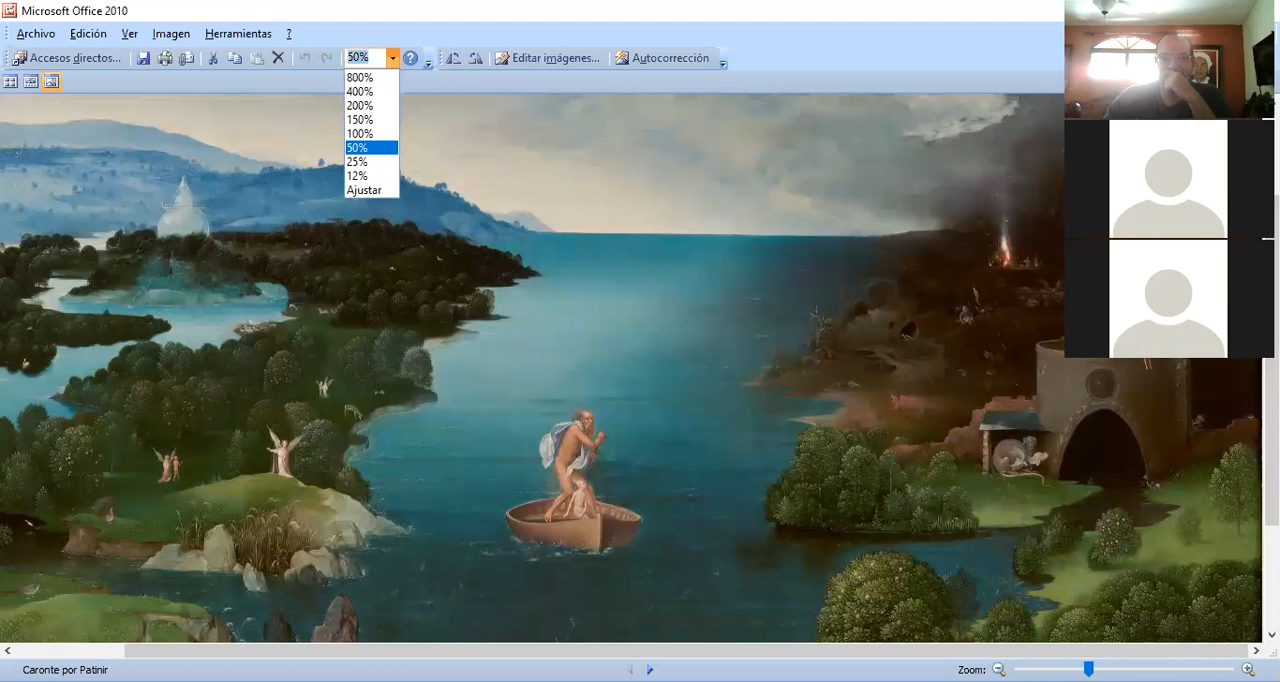 Microsoft Office 2010
Archivo Edición Ver Imagen Herramientas ?
Accesos directos... 50% Editar imágenes... Autocorrección
800%
400%
200%
150%
100%
50%
25%
12%
Ajustar
Caronte por Patinir Zoom: